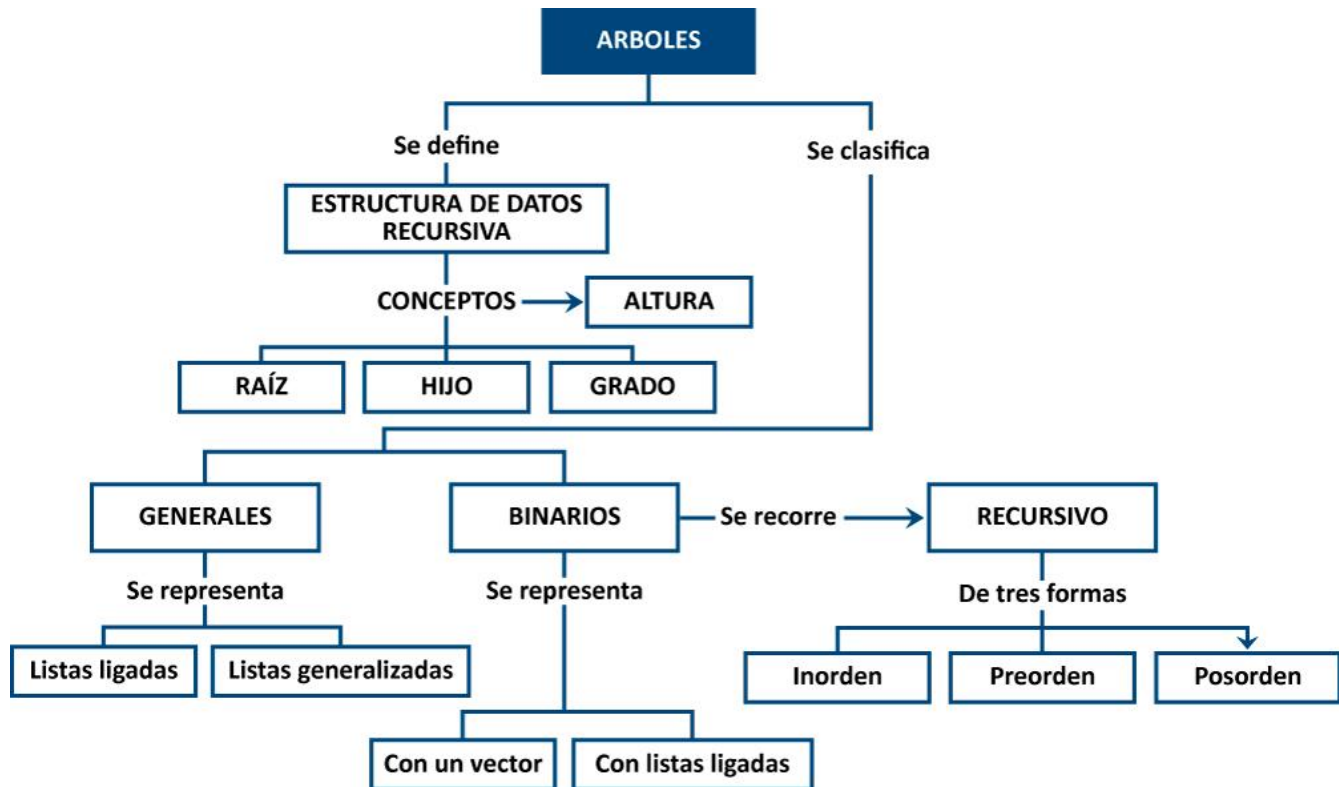 ARBOLES
Se define
Se clasifica
ESTRUCTURA DE DATOS
RECURSIVA
CONCEPTOS
ALTURA
RAÍZ
HIJO
GRADO
GENERALES
BINARIOS
Se recorre
RECURSIVO
Se representa
Se representa
De tres formas
Listas ligadas
Listas generalizadas
Inorden
Preorden
Posorden
Con un vector
Con listas ligadas